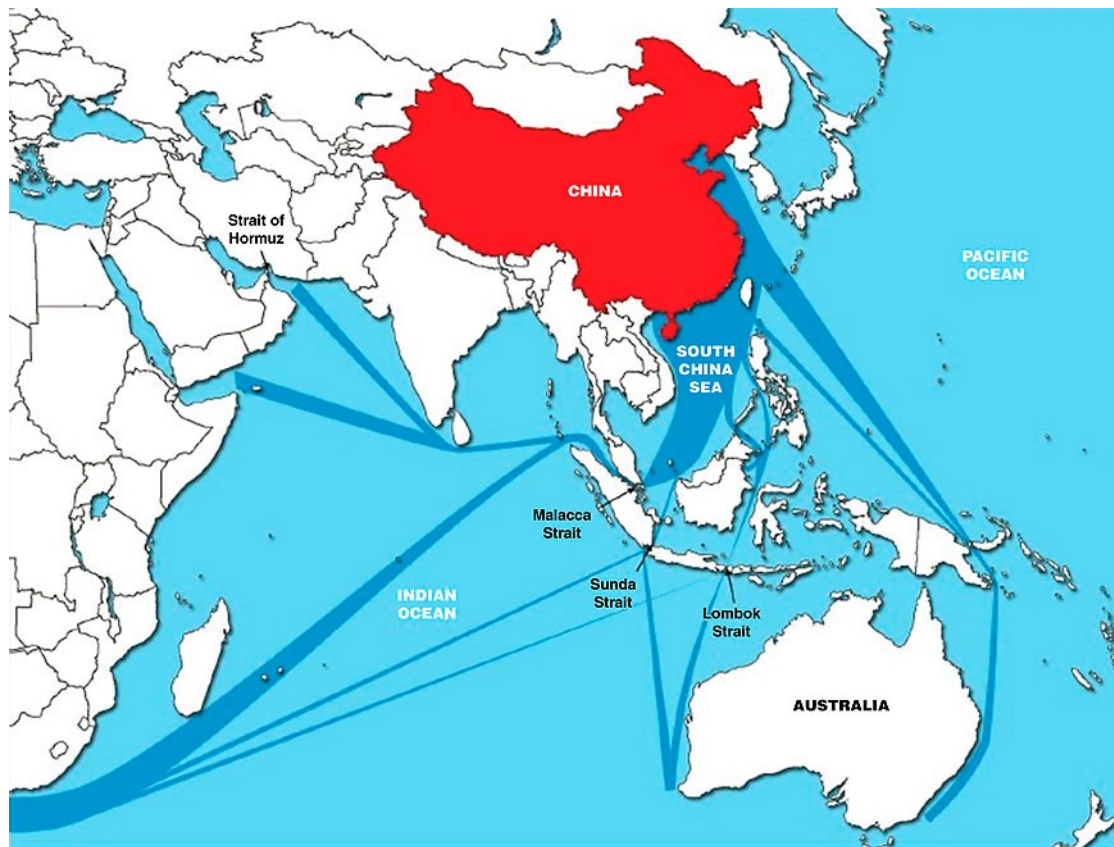 CHINA
Strait of
Hormuz
PACIFIC
OCEAN
SOUTH
CHINA
SEA
Malacca
Strait
Sunda
Strait
INDIAN
OCEAN
Lombok
Strait
AUSTRALIA